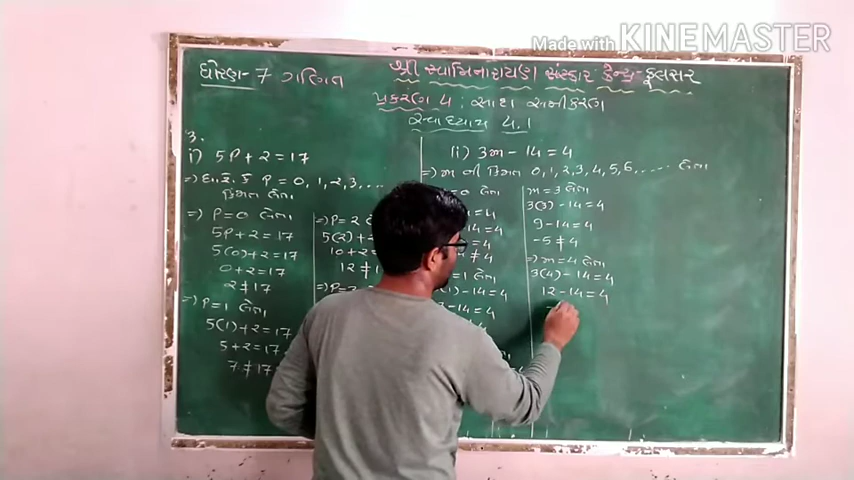 Made with KINEMASTER
ધોરણ-7 ગણિત
શ્રી સ્વામિનારાયણ સંસ્કાર કેન્દ્ર-ફુલસર
પ્રકરણ 4 : સાદા સમીકરણ
સ્વાધ્યાય 4.1
3.
i) 5P + 2 = 17
P = 0, 1, 2, 3, ....
કિંમત લેતા
⇒ P = 0 લેતા
5P + 2 = 17
5(0) + 2 = 17
0 + 2 = 17
2 ≠ 17
⇒ P = 1 લેતા
5(1) + 2 = 17
5 + 2 = 17
7 ≠ 17
⇒ P = 2
5(2) +
10 + 2
12 ≠
(ii) 3m - 14 = 4
⇒ m ની કિંમત 0, 1, 2, 3, 4, 5, 6, ..... લેતા
= 0 લેતા
= 4
14 = 4
= 4
≠ 4
= 1 લેતા
(1) - 14 = 4
- 14 = 4
m = 3 લેતા
3(3) - 14 = 4
9 - 14 = 4
-5 ≠ 4
⇒ m = 4 લેતા
3(4) - 14 = 4
12 - 14 = 4